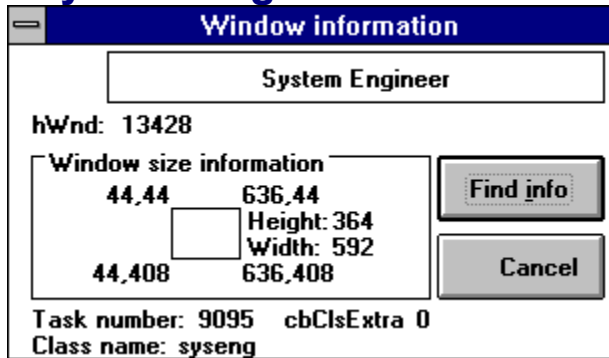 Window information
System Engineer
hWnd: 13428
Window size information
44,44 636,44
Height: 364
Width: 592
44,408 636,408
Find info
Cancel
Task number: 9095 cbClsExtra 0
Class name: syseng